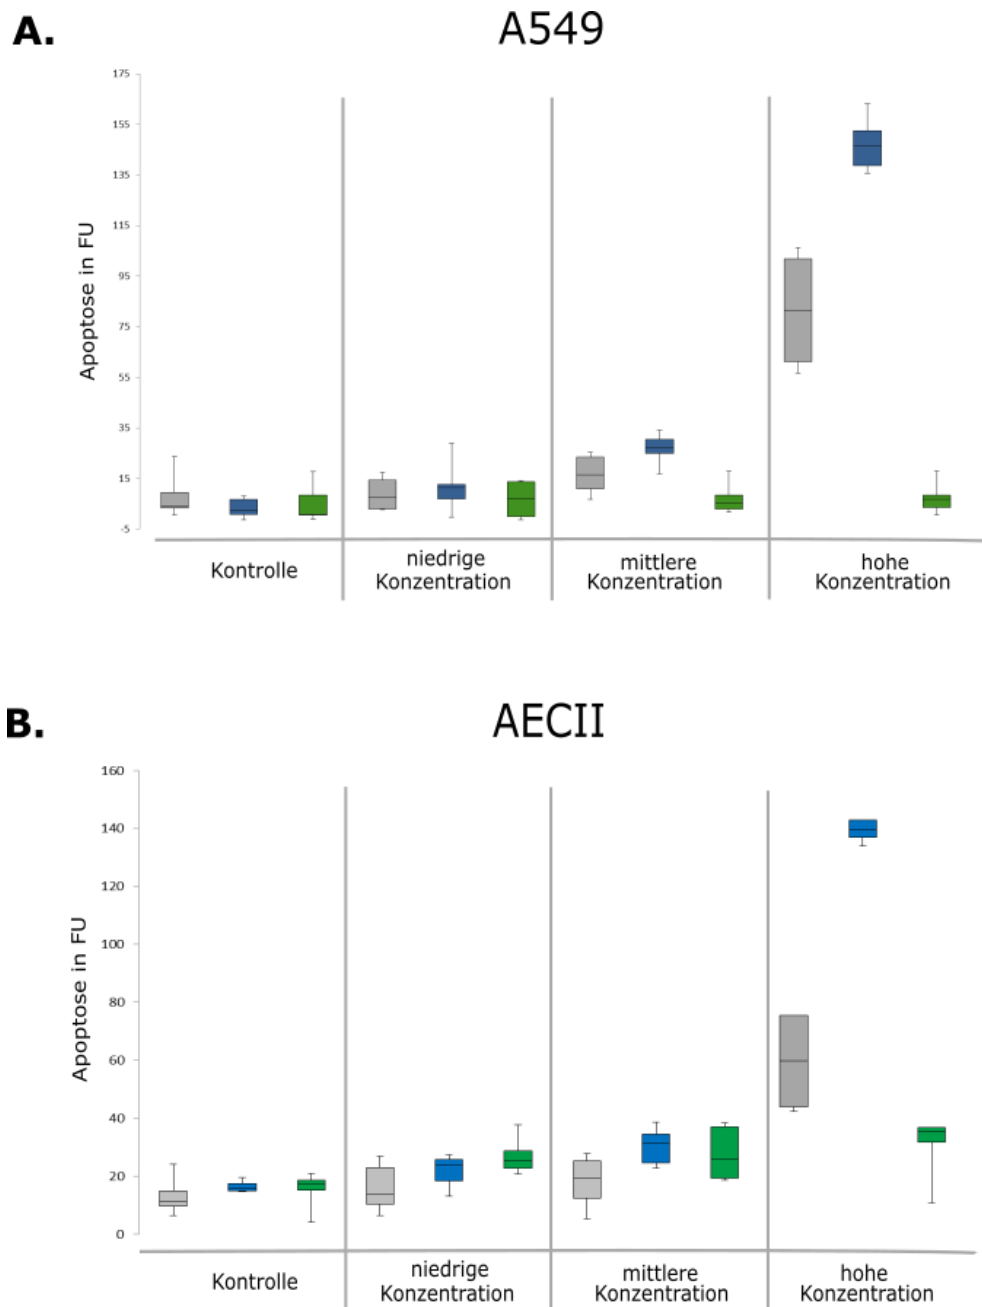 A.
A549
175
155
135
115
95
75
55
35
15
-5
Apoptose in FU
Kontrolle
niedrige
Konzentration
mittlere
Konzentration
hohe
Konzentration
B.
AECII
160
140
120
100
80
60
40
20
0
Apoptose in FU
Kontrolle
niedrige
Konzentration
mittlere
Konzentration
hohe
Konzentration